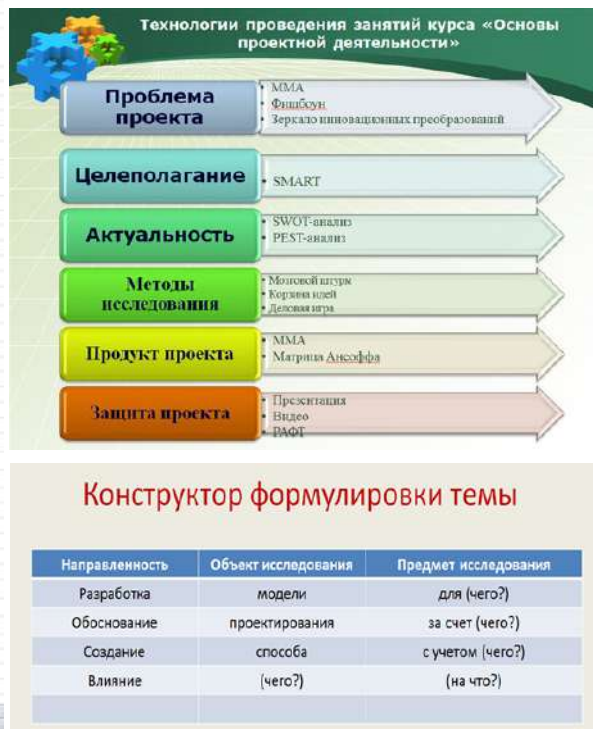 Технологии проведения занятий курса «Основы
проектной деятельности»
Проблема
проекта
• ММА
• Фишбоун
• Зеркало инновационных преобразований
Целеполагание
• SMART
Актуальность
• SWOT-анализ
• PEST-анализ
Методы
исследования
• Мозговой штурм
• Корзина идей
• Деловая игра
Продукт проекта
• ММА
• Матрица Ансоффа
Защита проекта
• Презентация
• Видео
• РАФТ
Конструктор формулировки темы
Направленность Объект исследования Предмет исследования
Разработка модели для (чего?)
Обоснование проектирования за счет (чего?)
Создание способа с учетом (чего?)
Влияние (чего?) (на что?)